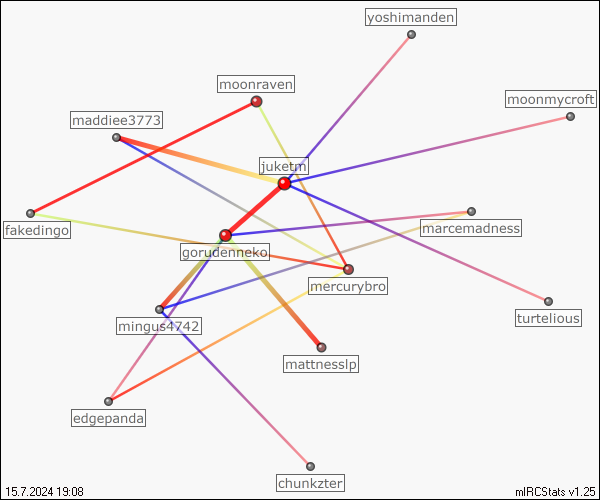 yoshimanden
moonraven
moonmycroft
maddiee3773
juketm
fakedingo
marcemadness
gorudenneko
mercurybro
mingus4742
turtelious
mattnesslp
edgepanda
chunkzter
15.7.2024 19:08
mIRCStats v1.25